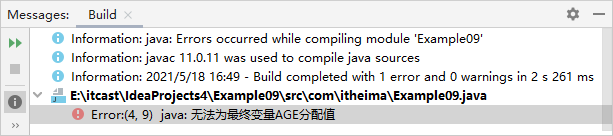 Messages: Build
Information: java: Errors occurred while compiling module 'Example09'
Information: javac 11.0.11 was used to compile java sources
Information: 2021/5/18 16:49 - Build completed with 1 error and 0 warnings in 2 s 261 ms
E:\itcast\IdeaProjects4\Example09\src\com\itheima\Example09.java
Error:(4, 9) java: 无法为最终变量AGE分配值